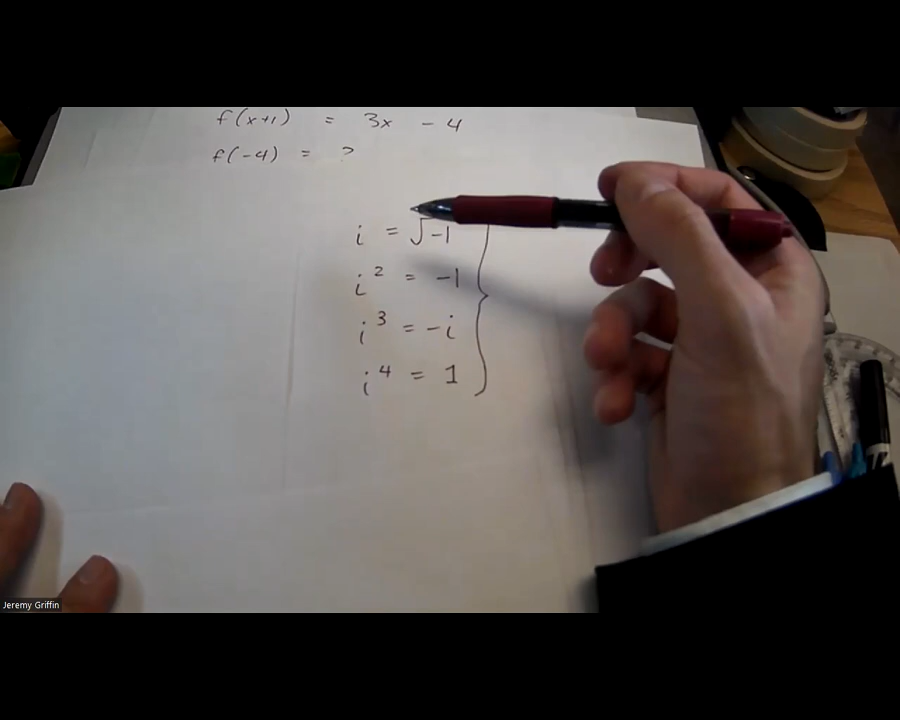 f(x+1) = 3x - 4
f(-4) = ?
i = √-1
i² = -1
i³ = -i
i⁴ = 1
Jeremy Griffin